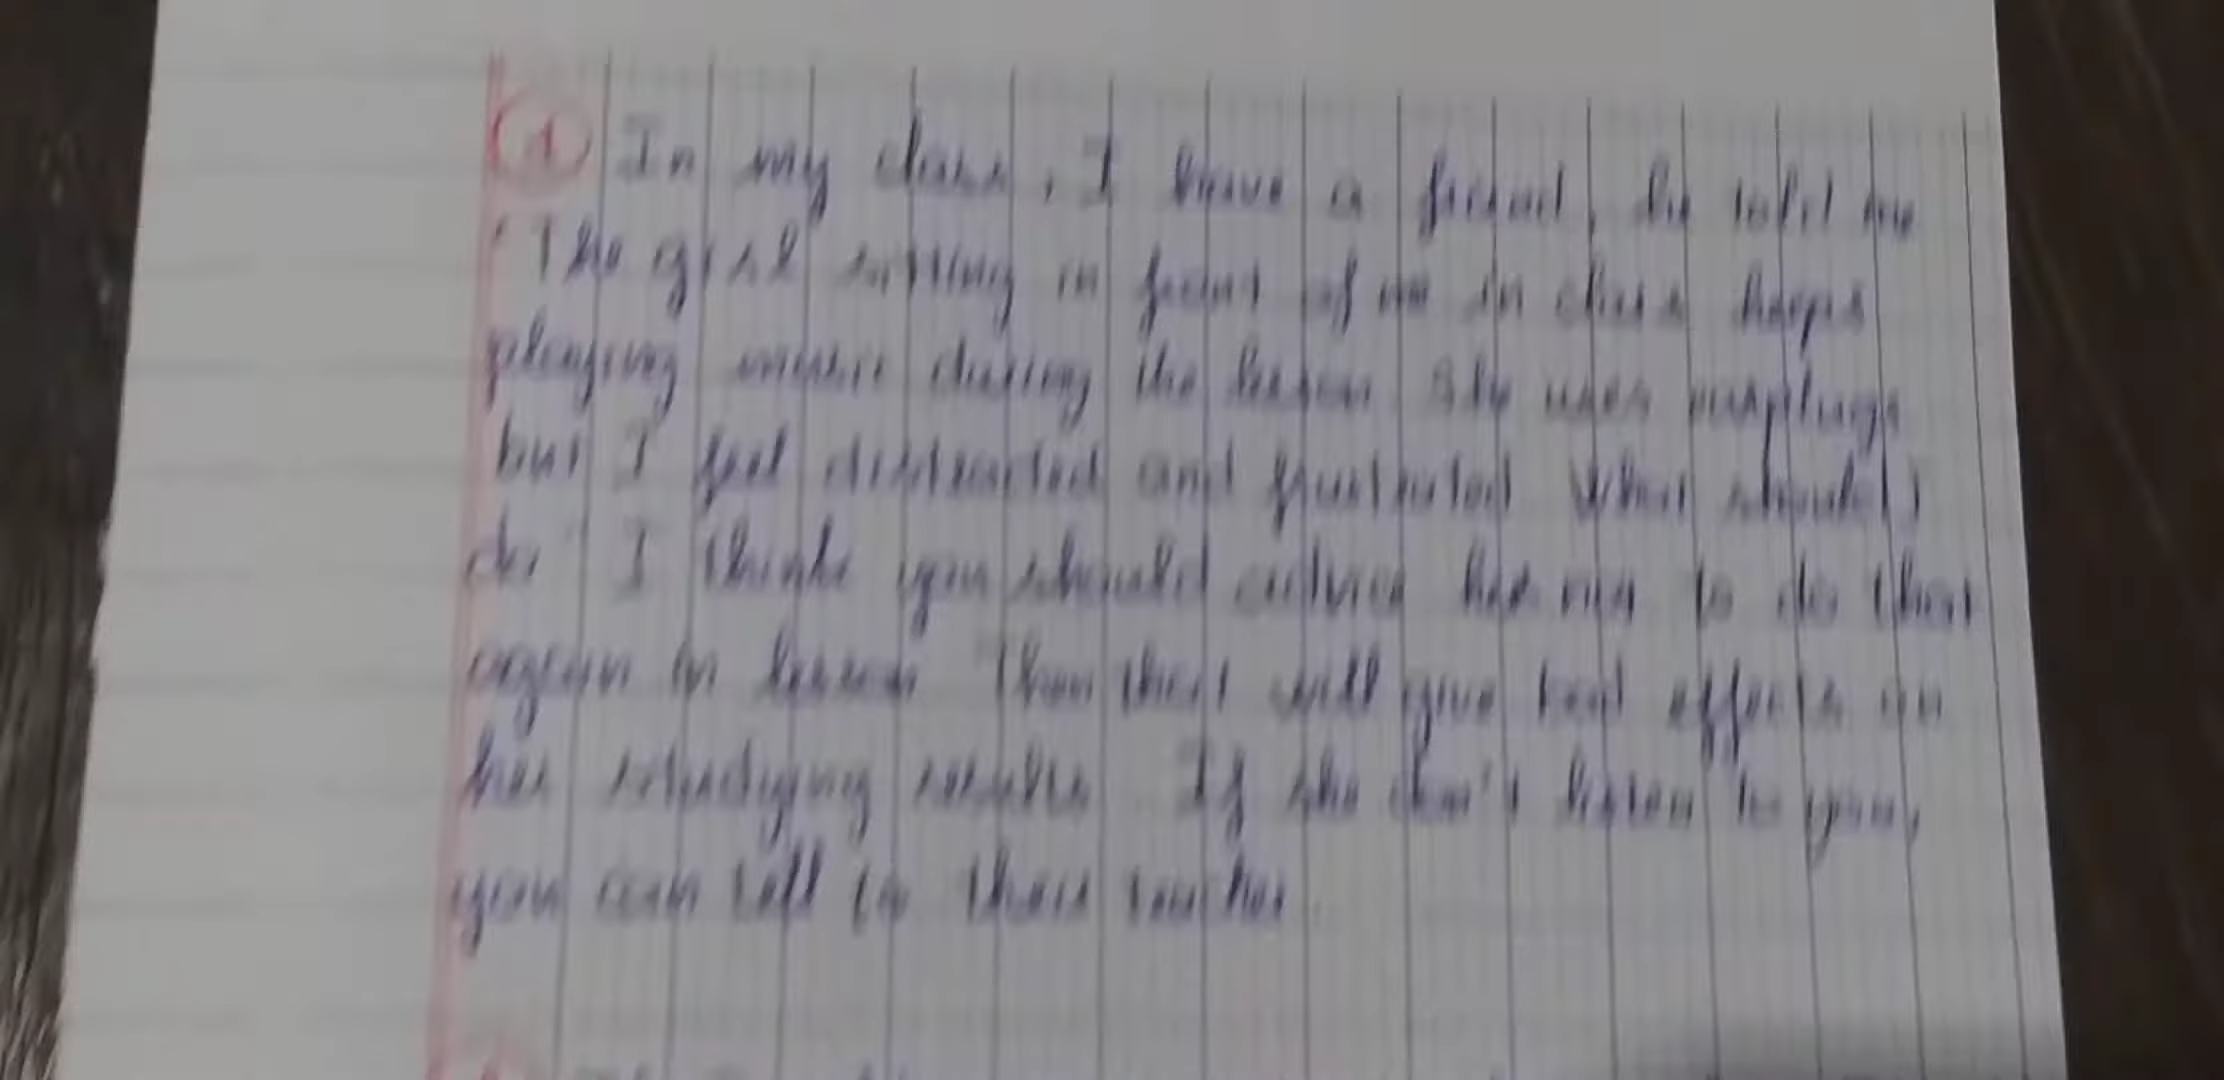 (1) In my class, I have a friend, he told me
"The girl sitting in front of me in class keeps
playing music during the lesson. She uses earplugs
but I feel distracted and frustrated. What should I
do" I think you should advice her not to do that
again in lesson. Then that will give bad effects on
her studying results. If she don't listen to you,
you can tell to their teacher.